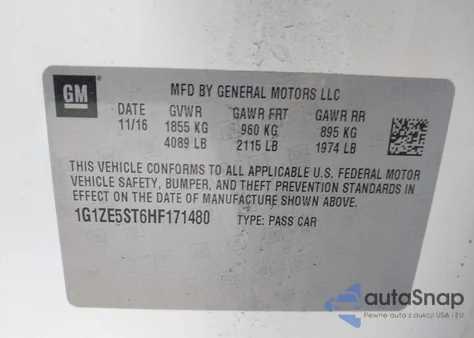 GM
MFD BY GENERAL MOTORS LLC
DATE GVWR GAWR FRT GAWR RR
11/16 1855 KG 960 KG 895 KG
4089 LB 2115 LB 1974 LB
THIS VEHICLE CONFORMS TO ALL APPLICABLE U.S. FEDERAL MOTOR
VEHICLE SAFETY, BUMPER, AND THEFT PREVENTION STANDARDS IN
EFFECT ON THE DATE OF MANUFACTURE SHOWN ABOVE.
1G1ZE5ST6HF171480 TYPE: PASS CAR
autoSnap
Pewne auta z aukcji USA i EU